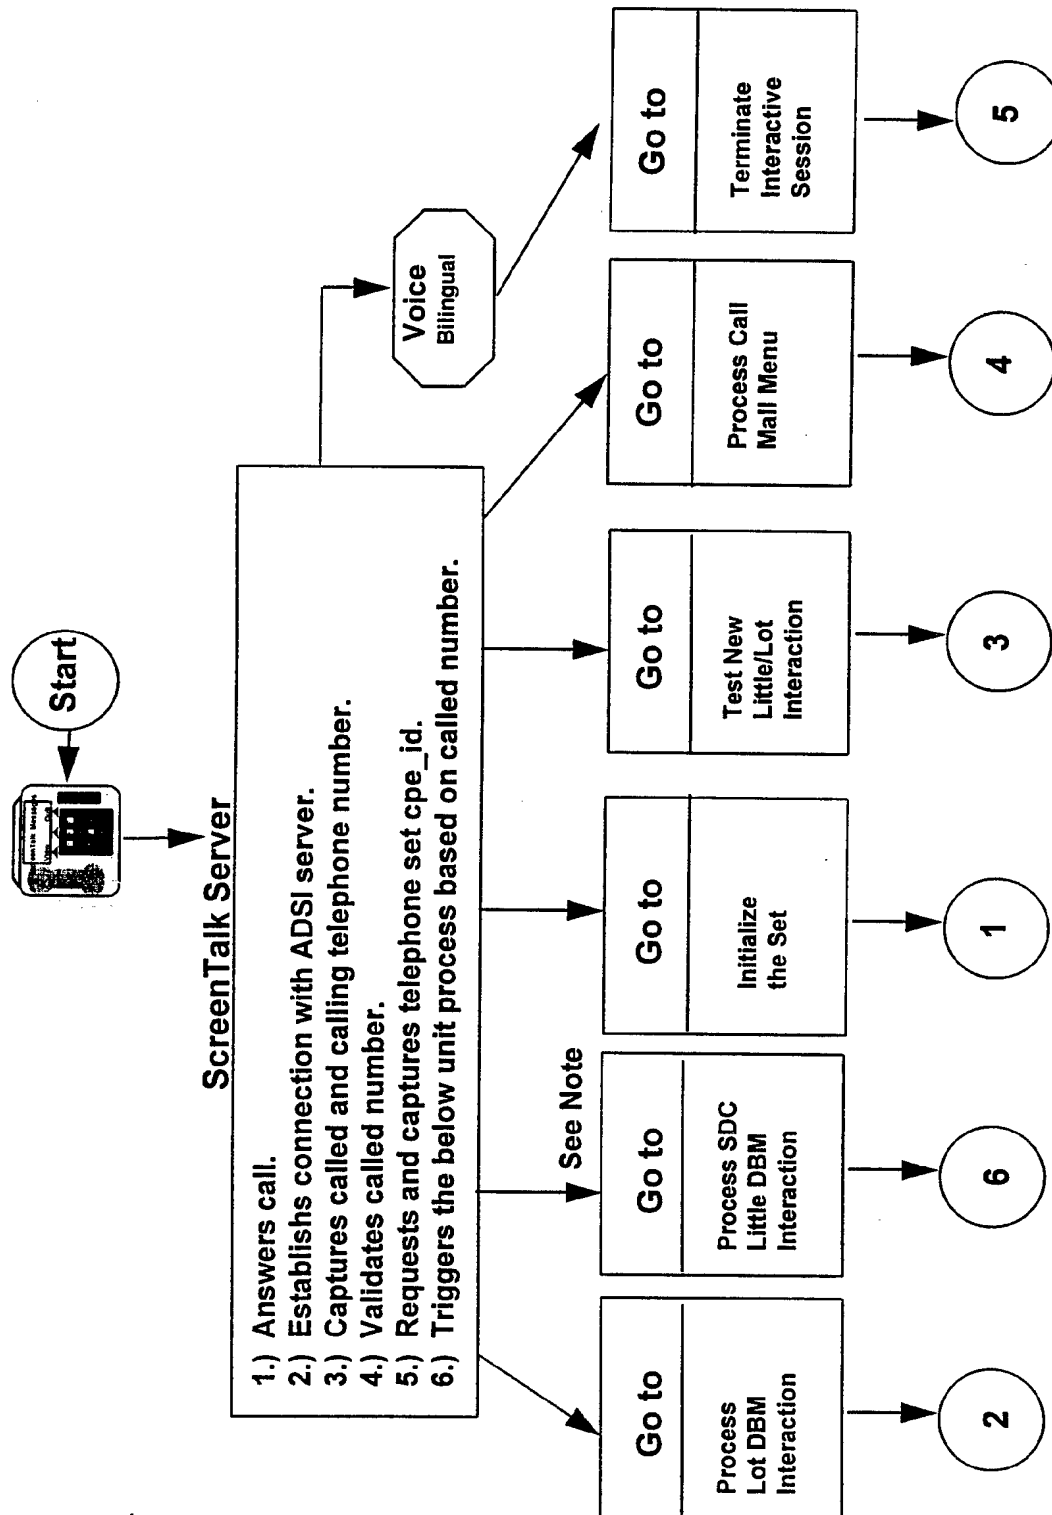 Start
ScreenTalk Server
1.) Answers call.
2.) Establishs connection with ADSI server.
3.) Captures called and calling telephone number.
4.) Validates called number.
5.) Requests and captures telephone set cpe_id.
6.) Triggers the below unit process based on called number.
Voice
Bilingual
See Note
Go to
Process
Lot DBM
Interaction
2
Go to
Process SDC
Little DBM
Interaction
6
Go to
Initialize
the Set
1
Go to
Test New
Little/Lot
Interaction
3
Go to
Process Call
Mall Menu
4
Go to
Terminate
Interactive
Session
5